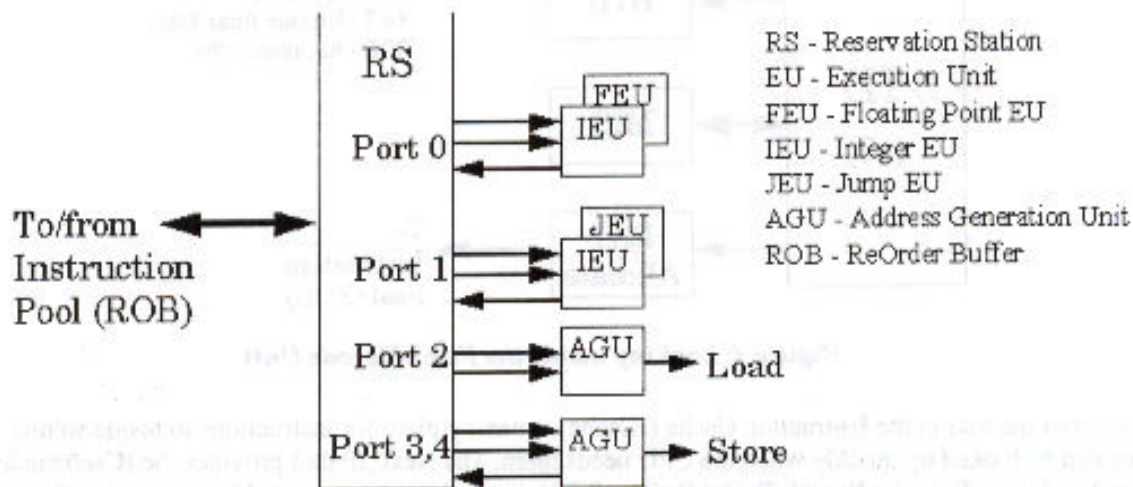 RS
FEU
IEU
Port 0
JEU
IEU
Port 1
AGU
Port 2
Load
AGU
Port 3,4
Store
To/from
Instruction
Pool (ROB)
RS - Reservation Station
EU - Execution Unit
FEU - Floating Point EU
IEU - Integer EU
JEU - Jump EU
AGU - Address Generation Unit
ROB - ReOrder Buffer